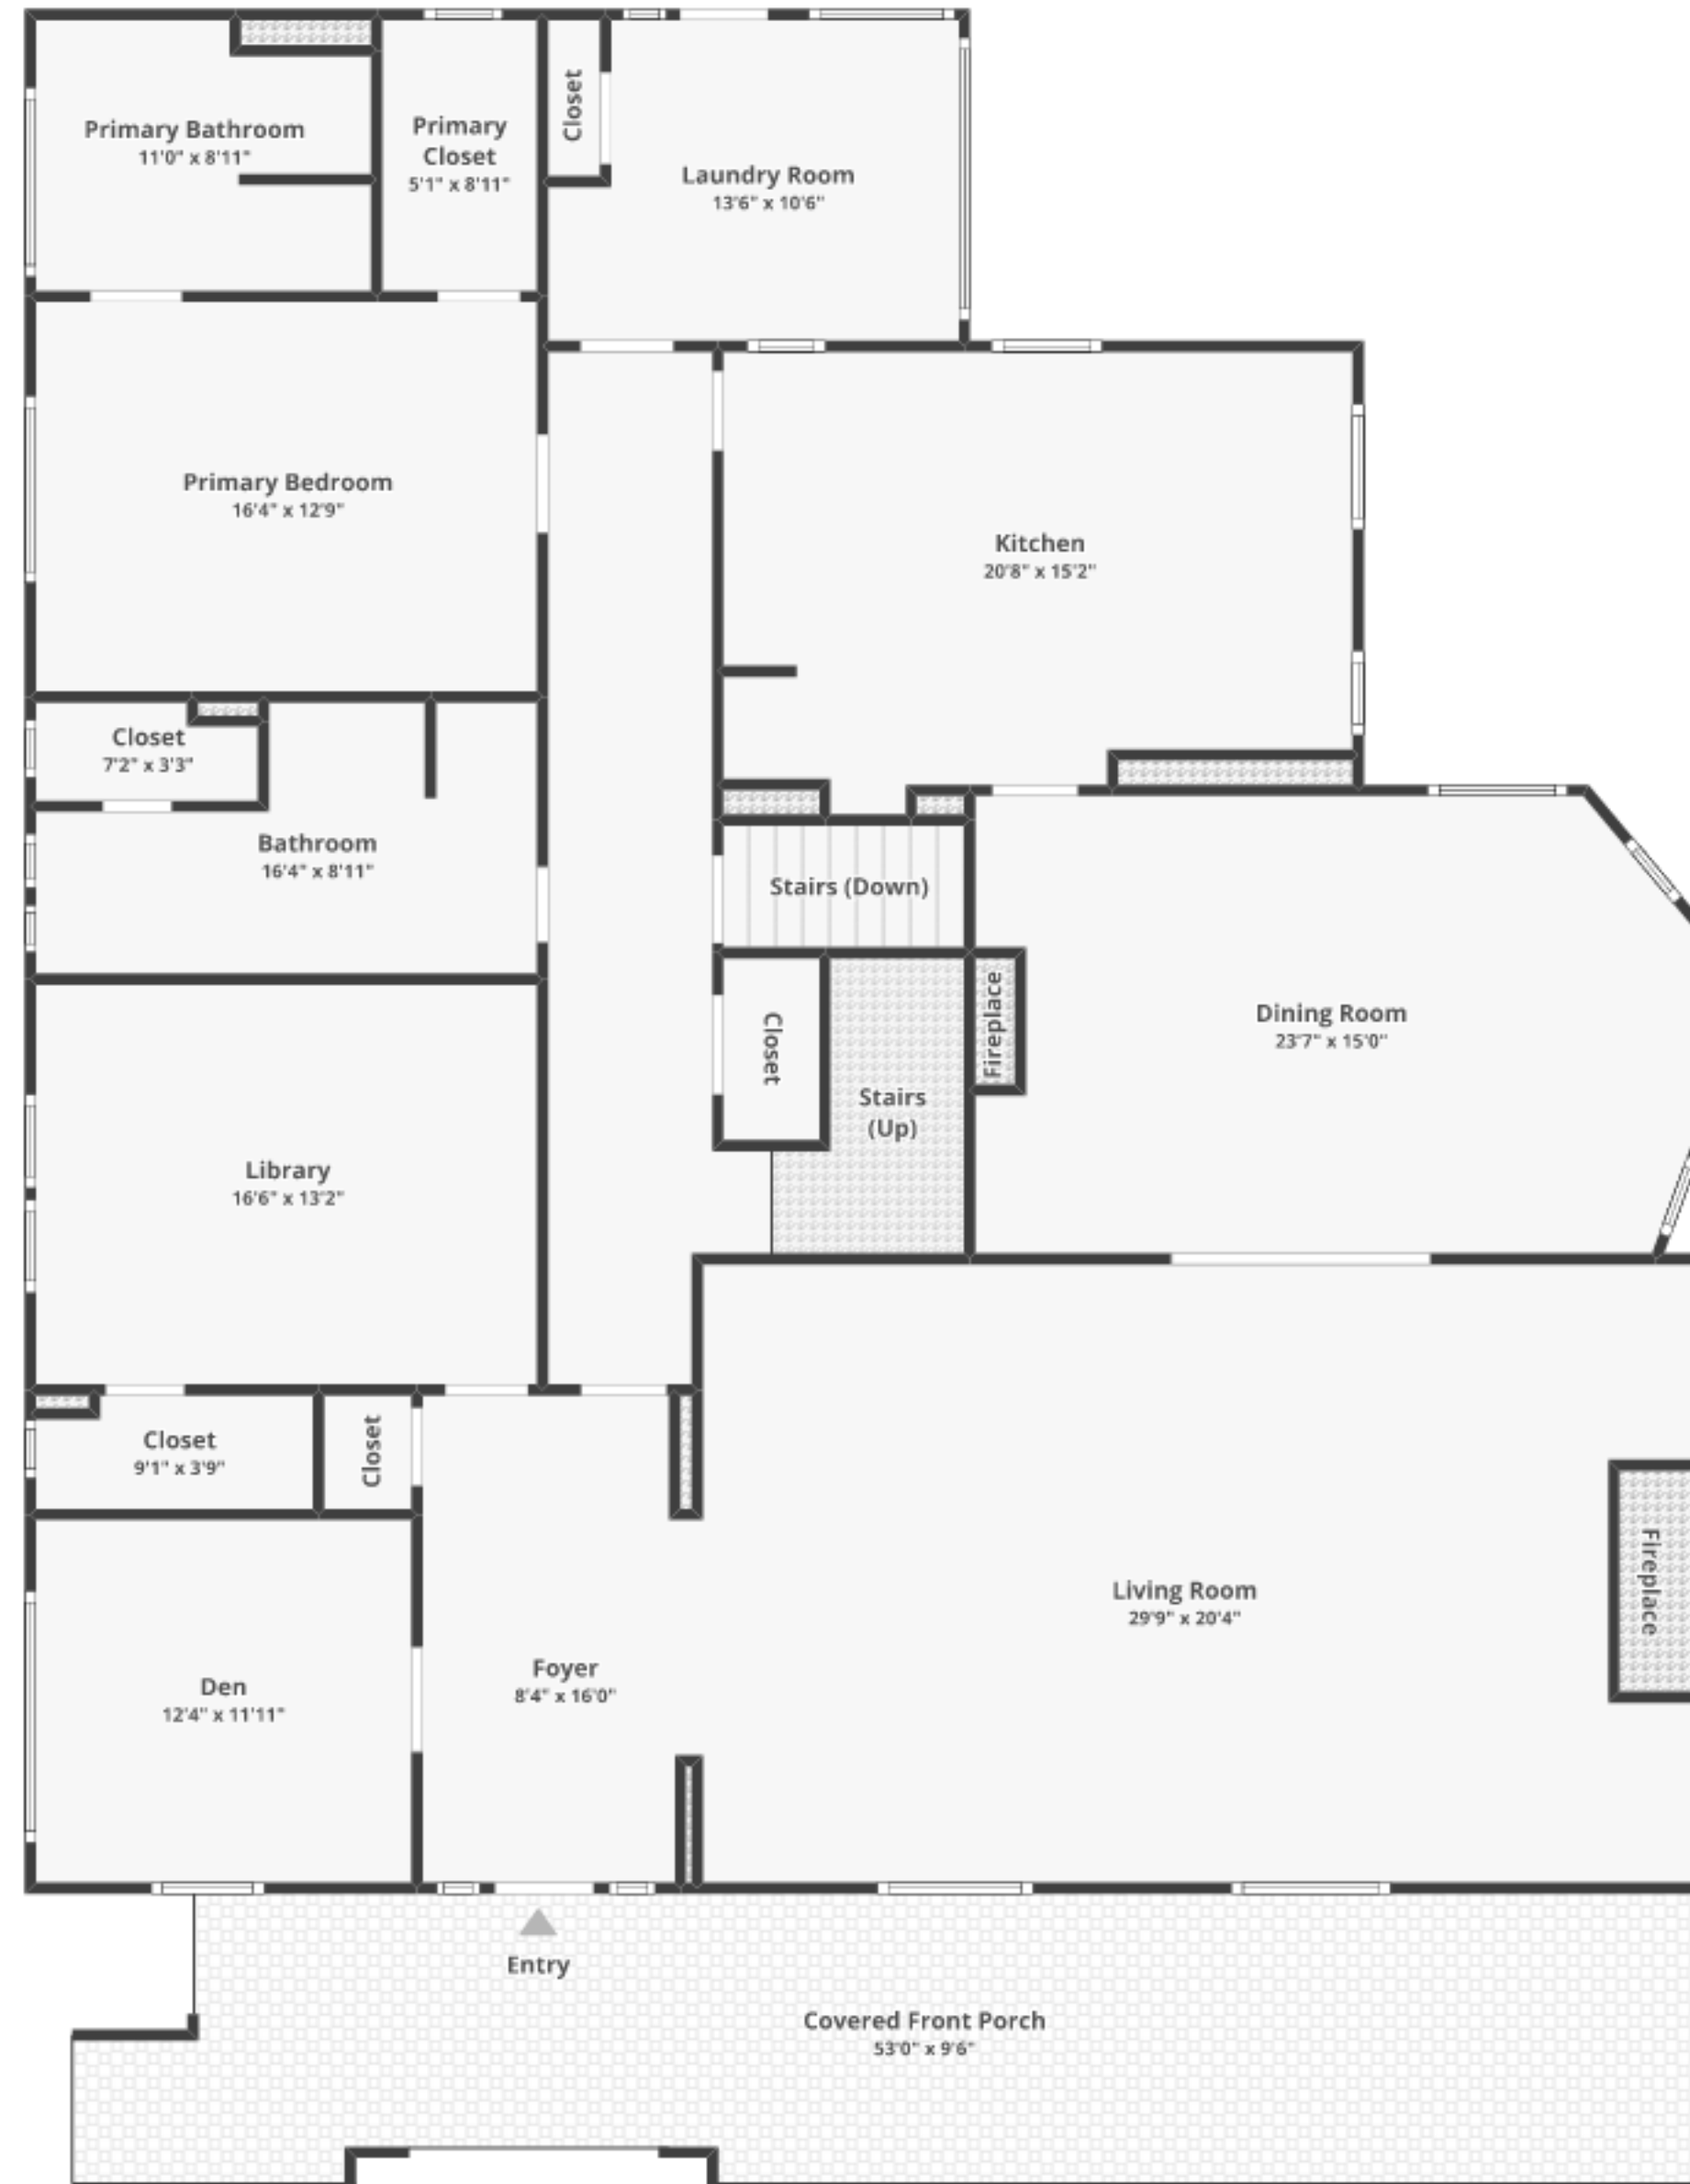 Primary Bathroom
11'0" x 8'11"
Primary
Closet
5'1" x 8'11"
Closet
Laundry Room
13'6" x 10'6"
Primary Bedroom
16'4" x 12'9"
Kitchen
20'8" x 15'2"
Closet
7'2" x 3'3"
Bathroom
16'4" x 8'11"
Stairs (Down)
Closet
Stairs
(Up)
Fireplace
Dining Room
23'7" x 15'0"
Library
16'6" x 13'2"
Closet
9'1" x 3'9"
Closet
Living Room
29'9" x 20'4"
Fireplace
Den
12'4" x 11'11"
Foyer
8'4" x 16'0"
Entry
Covered Front Porch
53'0" x 9'6"